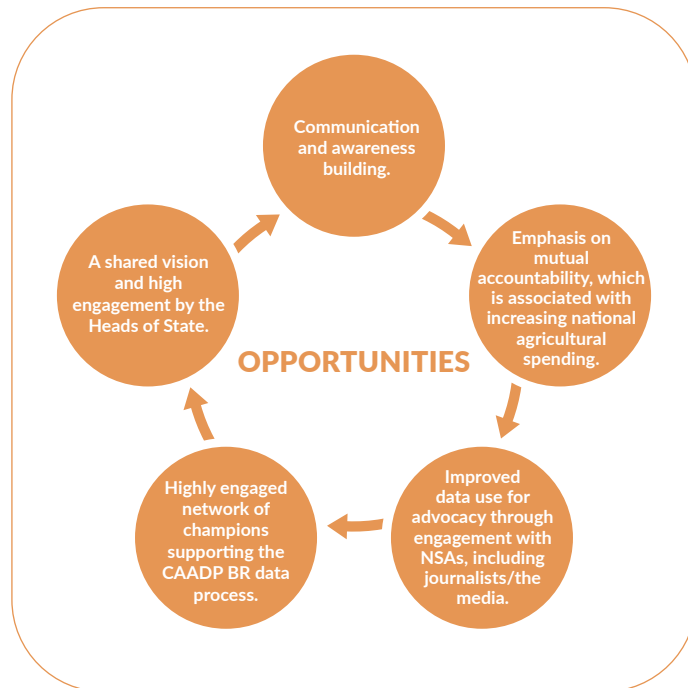 Communication
and awareness
building.
Emphasis on
mutual
accountability, which
is associated with
increasing national
agricultural
spending.
A shared vision
and high
engagement by the
Heads of State.
OPPORTUNITIES
Improved
data use for
advocacy through
engagement with
NSAs, including
journalists/the
media.
Highly engaged
network of
champions
supporting the
CAADP BR data
process.